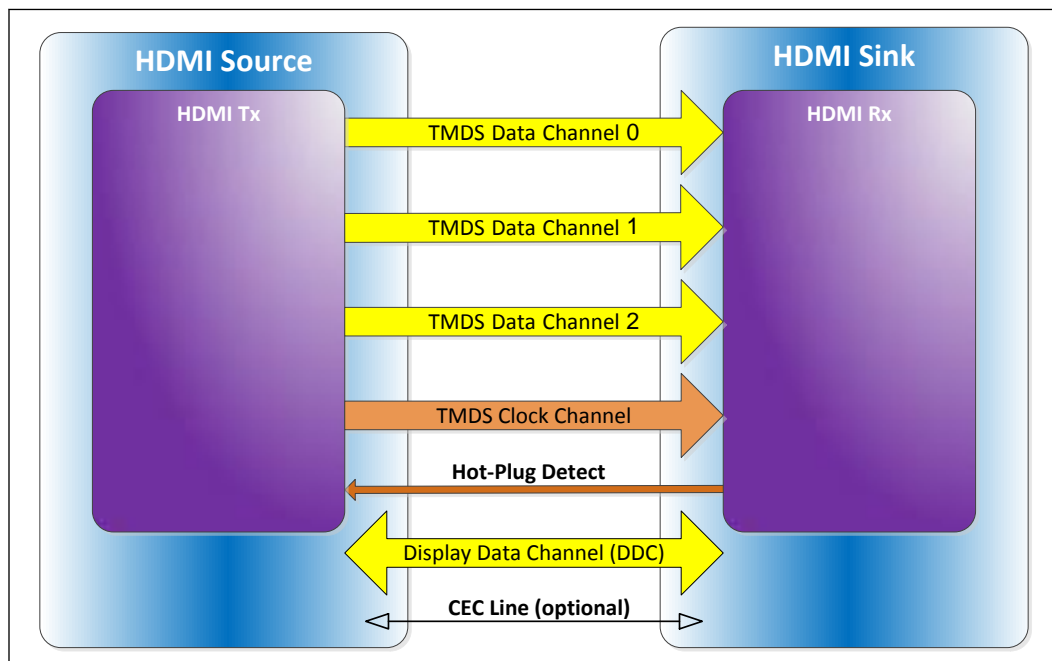 HDMI Source
HDMI Sink
HDMI Tx
HDMI Rx
TMDS Data Channel 0
TMDS Data Channel 1
TMDS Data Channel 2
TMDS Clock Channel
Hot-Plug Detect
Display Data Channel (DDC)
CEC Line (optional)